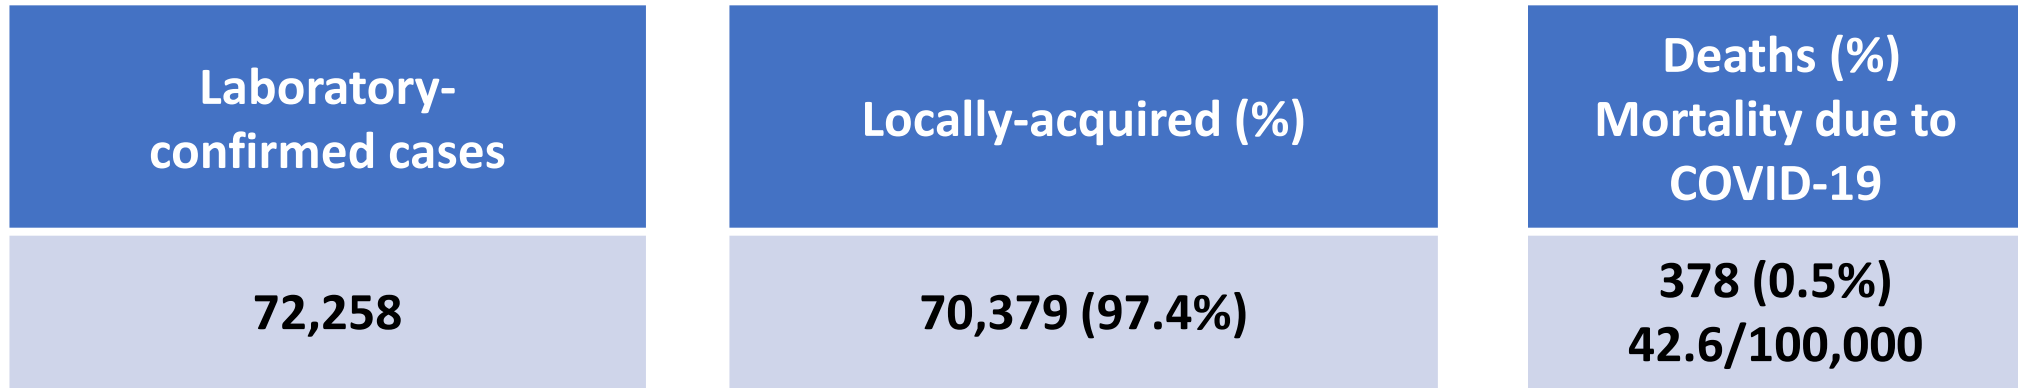 Laboratory-
confirmed cases
72,258
Locally-acquired (%)
70,379 (97.4%)
Deaths (%)
Mortality due to
COVID-19
378 (0.5%)
42.6/100,000